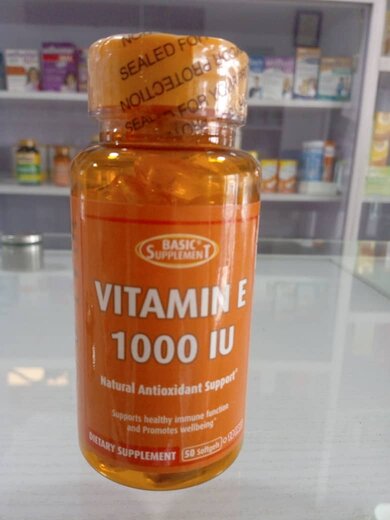 SEALED FOR
PROTECTION
SEALED FOR YOU
BASIC
SUPPLEMENT
VITAMIN E
1000 IU
Natural Antioxidant Support*
Supports healthy immune function
and Promotes wellbeing*
DIETARY SUPPLEMENT 50 Softgels